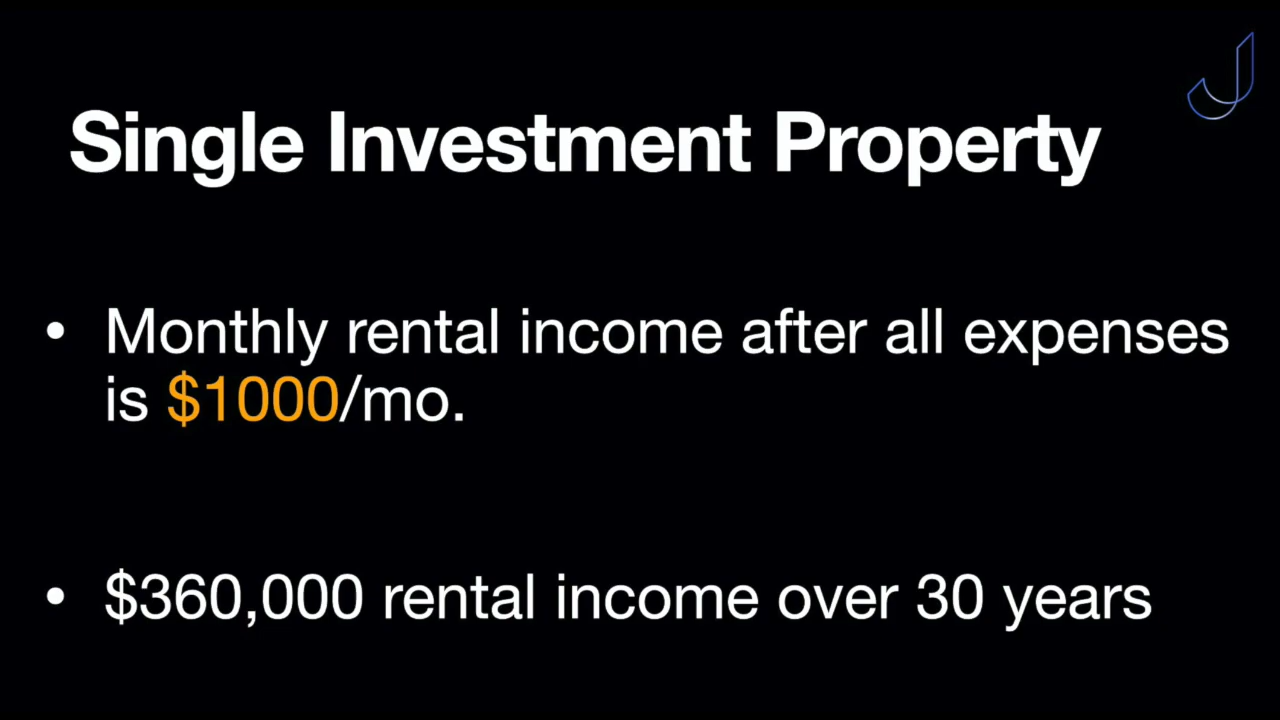 Single Investment Property
• Monthly rental income after all expenses
is $1000/mo.
• $360,000 rental income over 30 years